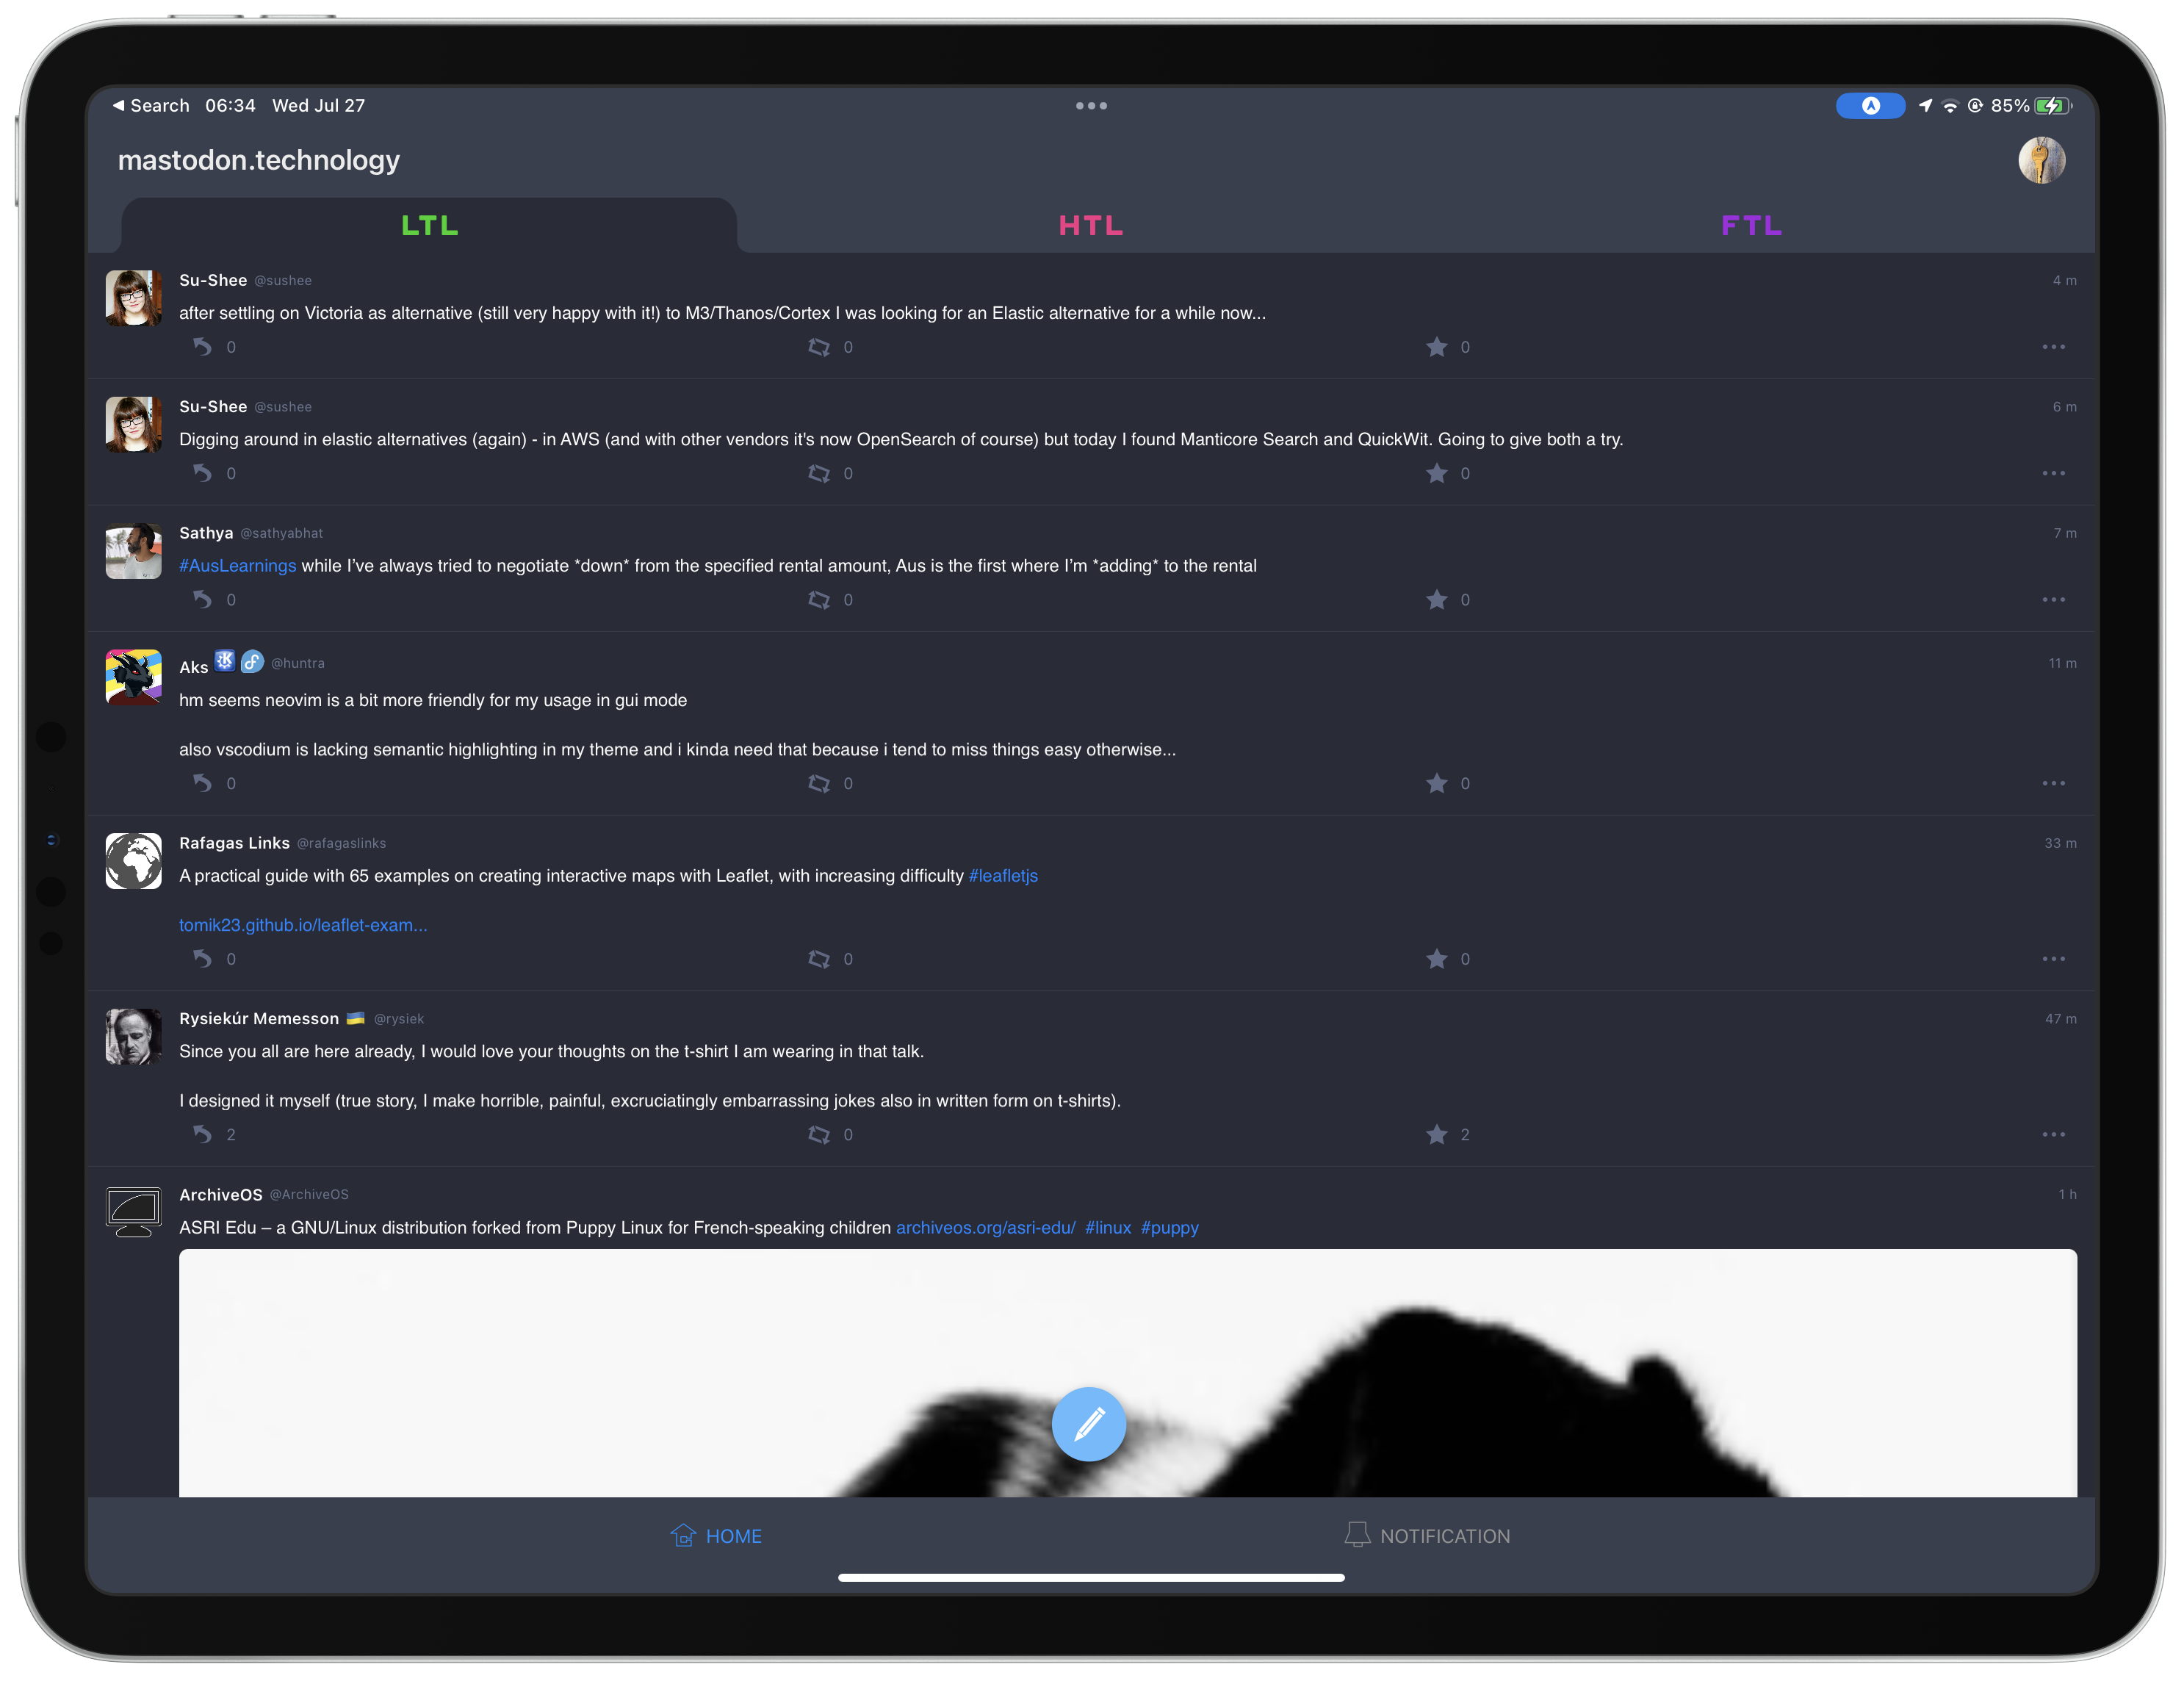 Search 06:34 Wed Jul 27
85%
mastodon.technology
LTL HTL FTL
Su-Shee @sushee 4 m
after settling on Victoria as alternative (still very happy with it!) to M3/Thanos/Cortex I was looking for an Elastic alternative for a while now...
0 0 0
Su-Shee @sushee 6 m
Digging around in elastic alternatives (again) - in AWS (and with other vendors it's now OpenSearch of course) but today I found Manticore Search and QuickWit. Going to give both a try.
0 0 0
Sathya @sathyabhat 7 m
#AusLearnings while I’ve always tried to negotiate *down* from the specified rental amount, Aus is the first where I’m *adding* to the rental
0 0 0
Aks @huntra 11 m
hm seems neovim is a bit more friendly for my usage in gui mode
also vscodium is lacking semantic highlighting in my theme and i kinda need that because i tend to miss things easy otherwise...
0 0 0
Rafagas Links @rafagaslinks 33 m
A practical guide with 65 examples on creating interactive maps with Leaflet, with increasing difficulty #leafletjs
tomik23.github.io/leaflet-exam...
0 0 0
Rysiekúr Memesson @rysiek 47 m
Since you all are here already, I would love your thoughts on the t-shirt I am wearing in that talk.
I designed it myself (true story, I make horrible, painful, excruciatingly embarrassing jokes also in written form on t-shirts).
2 0 2
ArchiveOS @ArchiveOS 1 h
ASRI Edu – a GNU/Linux distribution forked from Puppy Linux for French-speaking children archiveos.org/asri-edu/ #linux #puppy
HOME NOTIFICATION